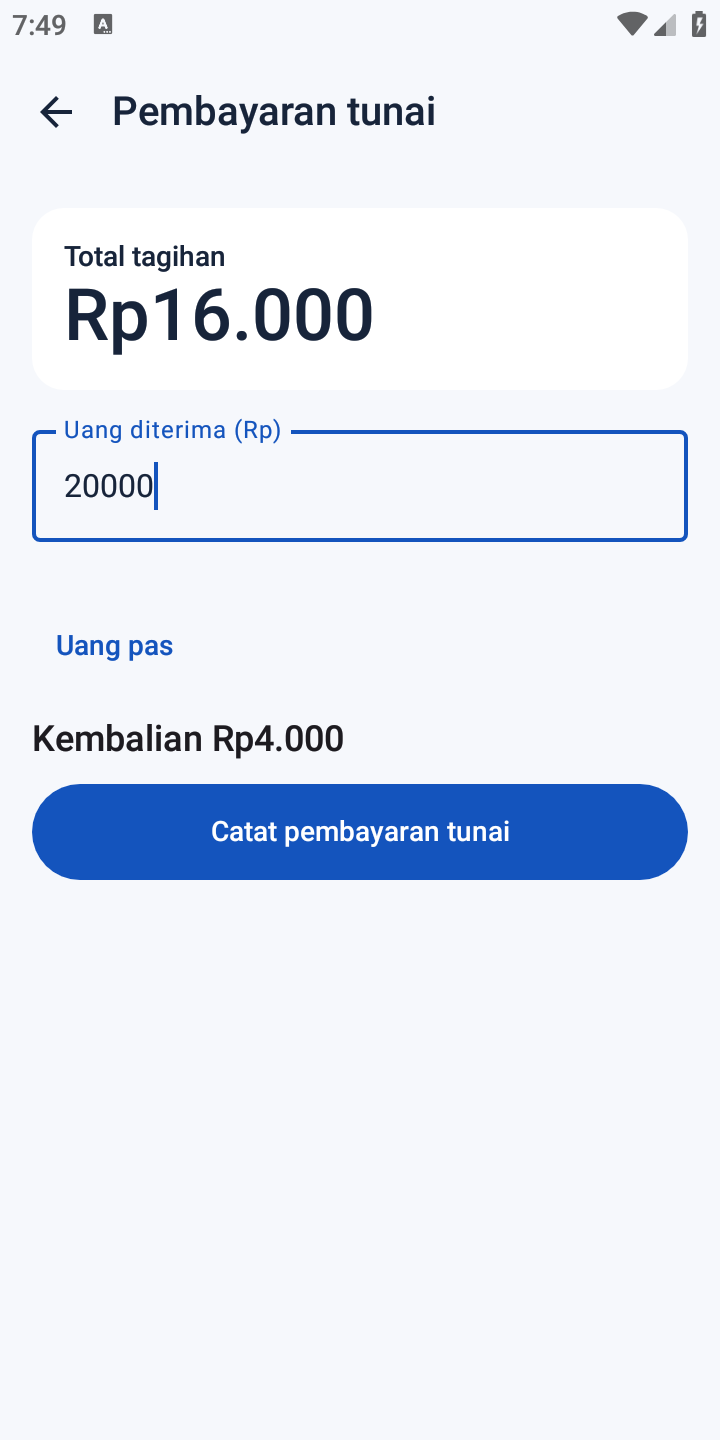 7:49
Pembayaran tunai
Total tagihan
Rp16.000
Uang diterima (Rp)
20000
Uang pas
Kembalian Rp4.000
Catat pembayaran tunai